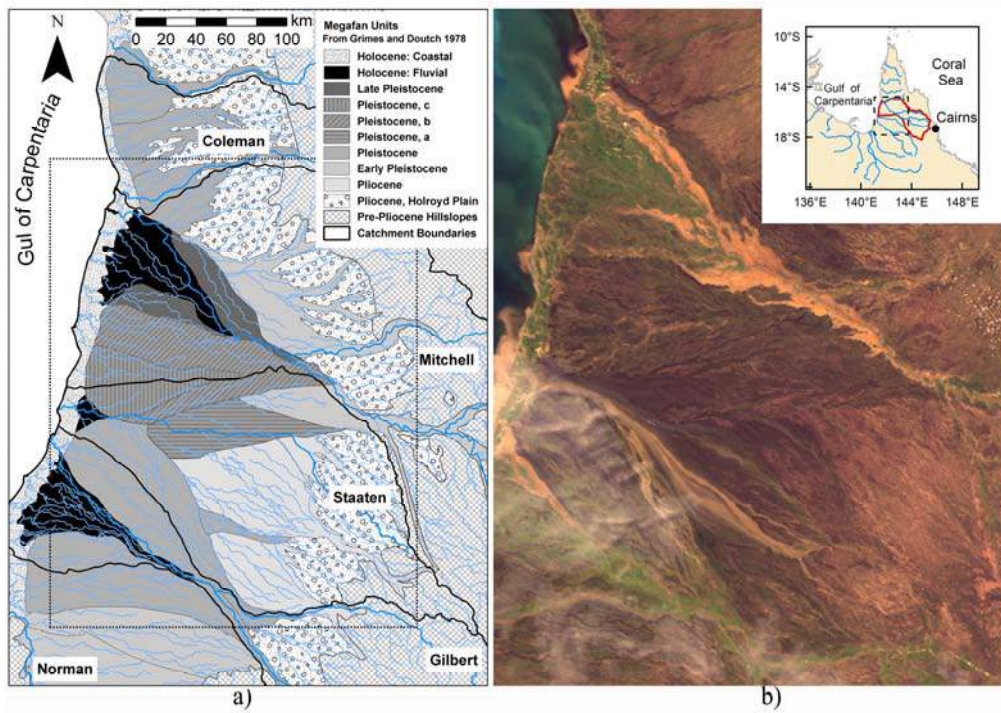 Megafan Units
From Grimes and Doutch 1978
Holocene: Coastal
Holocene: Fluvial
Late Pleistocene
Pleistocene, c
Pleistocene, b
Pleistocene, a
Pleistocene
Early Pleistocene
Pliocene
Pliocene, Holroyd Plain
Pre-Pliocene Hillslopes
Catchment Boundaries
N
km
0 20 40 60 80 100
Gulf of Carpentaria
Coleman
Mitchell
Staaten
Gilbert
Norman
a)
10°S
14°S
18°S
Coral
Sea
Gulf of
Carpentaria
Cairns
136°E 140°E 144°E 148°E
b)